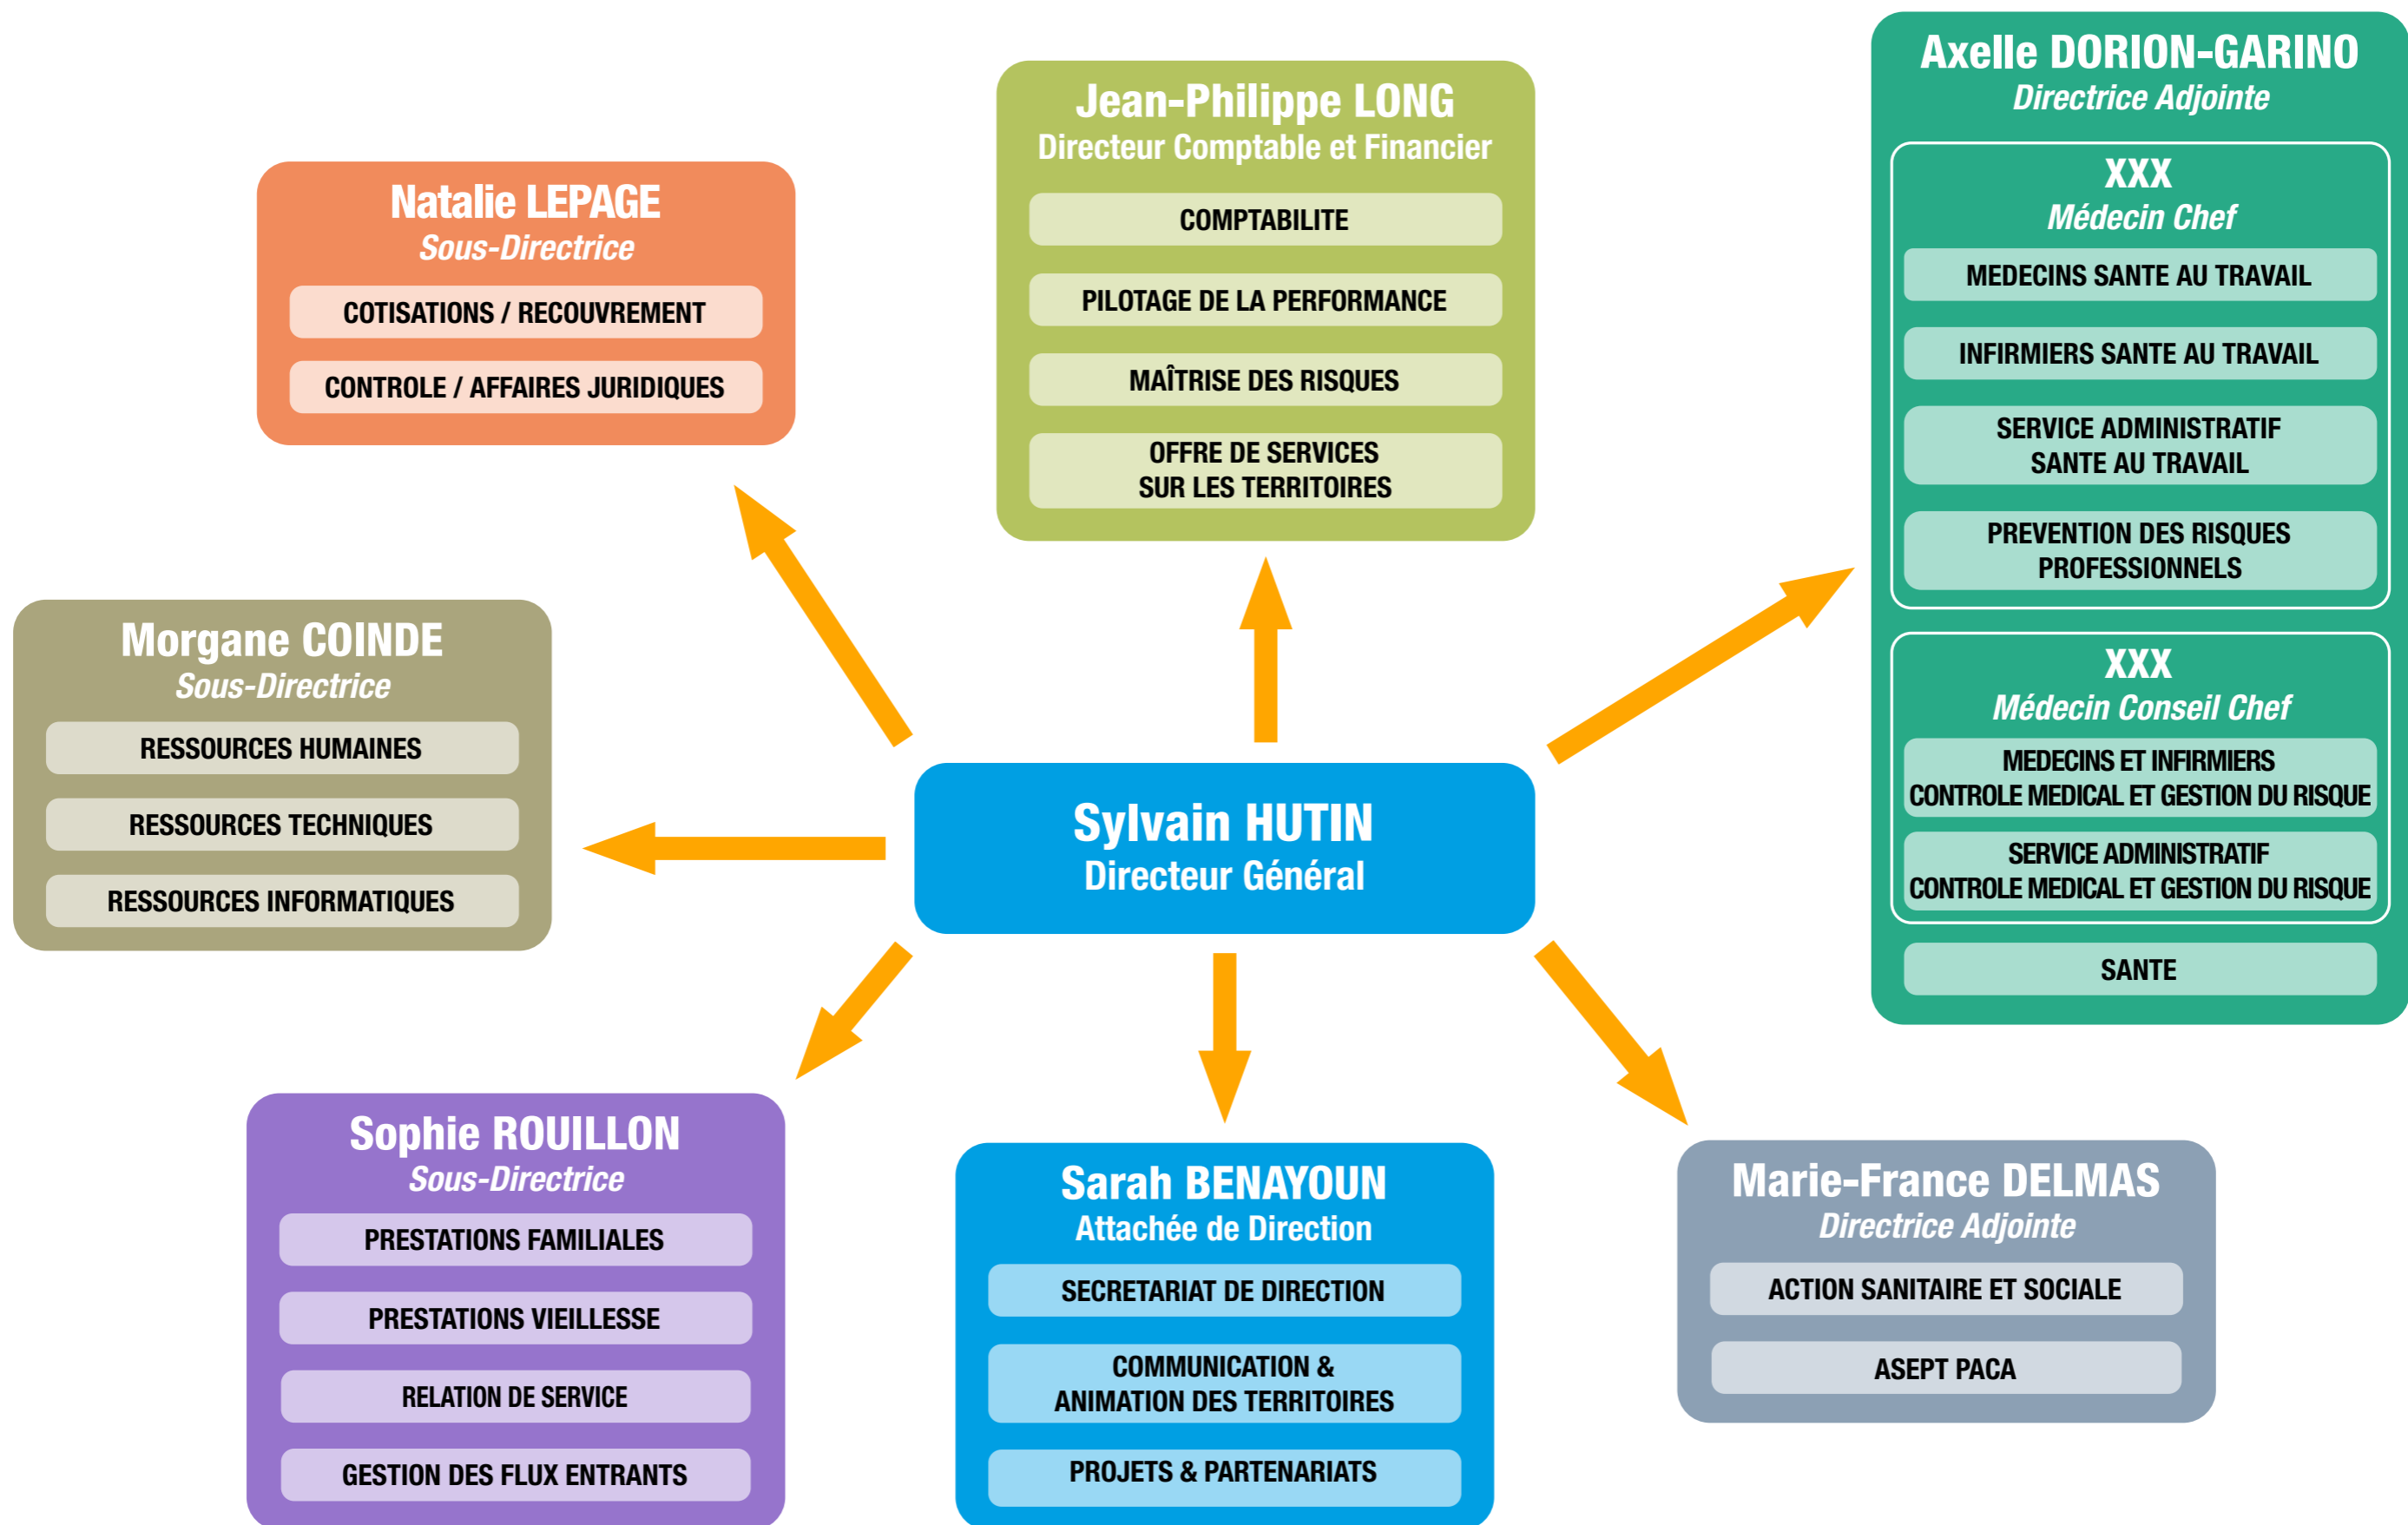 Natalie LEPAGE
Sous-Directrice
COTISATIONS / RECOUVREMENT
CONTROLE / AFFAIRES JURIDIQUES
Jean-Philippe LONG
Directeur Comptable et Financier
COMPTABILITE
PILOTAGE DE LA PERFORMANCE
MAÎTRISE DES RISQUES
OFFRE DE SERVICES
SUR LES TERRITOIRES
Axelle DORION-GARINO
Directrice Adjointe
XXX
Médecin Chef
MEDECINS SANTE AU TRAVAIL
INFIRMIERS SANTE AU TRAVAIL
SERVICE ADMINISTRATIF
SANTE AU TRAVAIL
PREVENTION DES RISQUES
PROFESSIONNELS
XXX
Médecin Conseil Chef
MEDECINS ET INFIRMIERS
CONTROLE MEDICAL ET GESTION DU RISQUE
SERVICE ADMINISTRATIF
CONTROLE MEDICAL ET GESTION DU RISQUE
SANTE
Morgane COINDE
Sous-Directrice
RESSOURCES HUMAINES
RESSOURCES TECHNIQUES
RESSOURCES INFORMATIQUES
Sylvain HUTIN
Directeur Général
Sophie ROUILLON
Sous-Directrice
PRESTATIONS FAMILIALES
PRESTATIONS VIEILLESSE
RELATION DE SERVICE
GESTION DES FLUX ENTRANTS
Sarah BENAYOUN
Attachée de Direction
SECRETARIAT DE DIRECTION
COMMUNICATION &
ANIMATION DES TERRITOIRES
PROJETS & PARTENARIATS
Marie-France DELMAS
Directrice Adjointe
ACTION SANITAIRE ET SOCIALE
ASEPT PACA